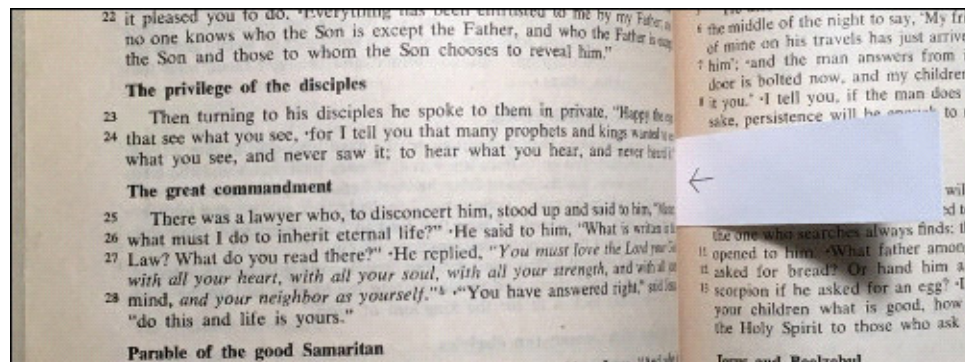 22 it pleased you to do. ·Everything has been entrusted to me by my Father;
no one knows who the Son is except the Father, and who the Father is
the Son and those to whom the Son chooses to reveal him."
The privilege of the disciples
23 Then turning to his disciples he spoke to them in private, "Happy the
24 that see what you see, ·for I tell you that many prophets and kings wanted
what you see, and never saw it; to hear what you hear, and never heard
The great commandment
25 There was a lawyer who, to disconcert him, stood up and said to him,
26 what must I do to inherit eternal life?" ·He said to him, "What is written
27 Law? What do you read there?" ·He replied, "You must love the Lord your
with all your heart, with all your soul, with all your strength, and with all
28 mind, and your neighbor as yourself." ·"You have answered right," said
"do this and life is yours."
Parable of the good Samaritan
6 the middle of the night to say, 'My
of mine on his travels has just
7 him'; ·and the man answers from
door is bolted now, and my children
8 it you.' ·I tell you, if the man does
sake, persistence will be enough to
←
the one who searches always finds;
11 opened to him. ·What father
12 asked for bread? Or hand him a
13 scorpion if he asked for an egg?
your children what is good, how
the Holy Spirit to those who ask
Jesus and Beelzebul